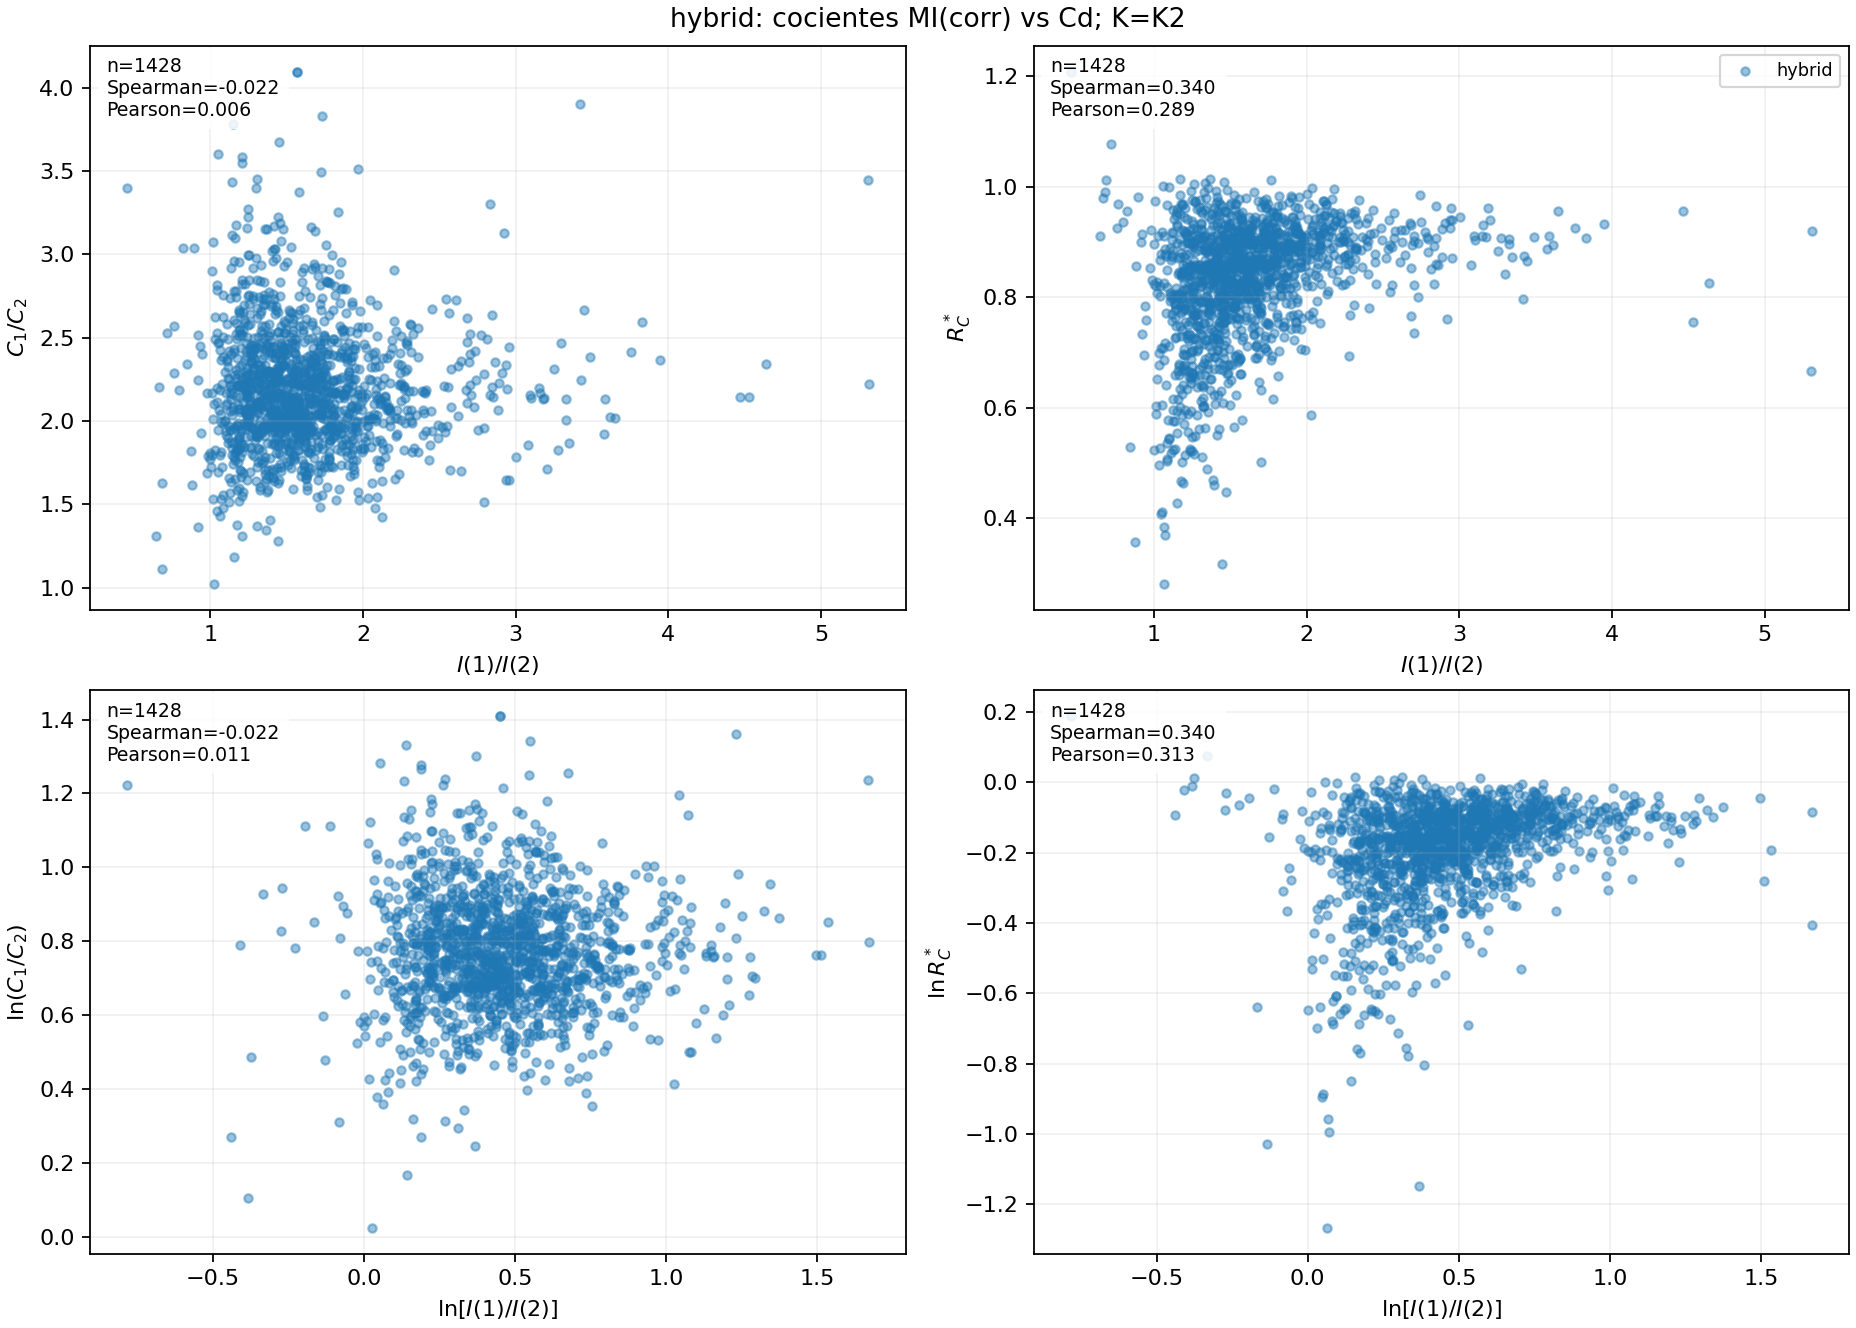 hybrid: cocientes MI(corr) vs Cd; K=K2
n=1428
Spearman=-0.022
Pearson=0.006
4.0
3.5
3.0
2.5
2.0
1.5
1.0
C₁/C₂
1 2 3 4 5
I(1)/I(2)
n=1428
Spearman=0.340
Pearson=0.289
hybrid
1.2
1.0
0.8
0.6
0.4
R*_C
1 2 3 4 5
I(1)/I(2)
n=1428
Spearman=-0.022
Pearson=0.011
1.4
1.2
1.0
0.8
0.6
0.4
0.2
0.0
ln(C₁/C₂)
−0.5 0.0 0.5 1.0 1.5
ln[I(1)/I(2)]
n=1428
Spearman=0.340
Pearson=0.313
0.2
0.0
−0.2
−0.4
−0.6
−0.8
−1.0
−1.2
ln R*_C
−0.5 0.0 0.5 1.0 1.5
ln[I(1)/I(2)]